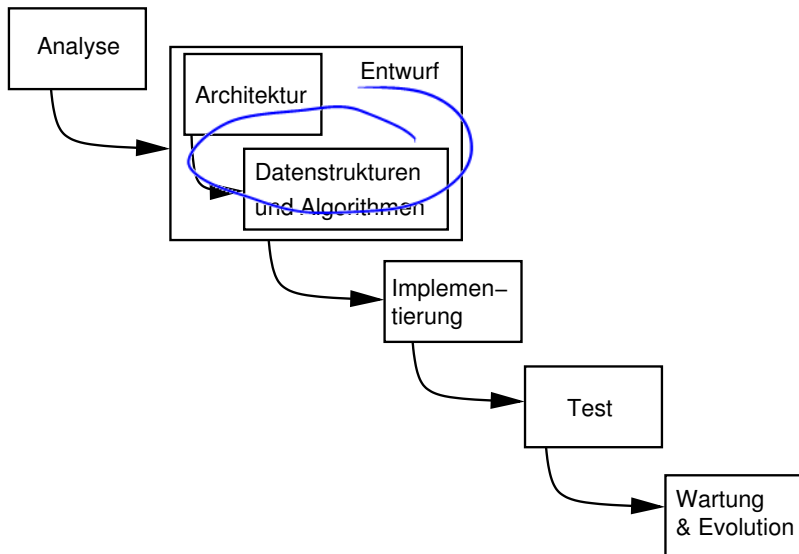 Analyse
Entwurf
Architektur
Datenstrukturen
und Algorithmen
Implemen−
tierung
Test
Wartung
& Evolution